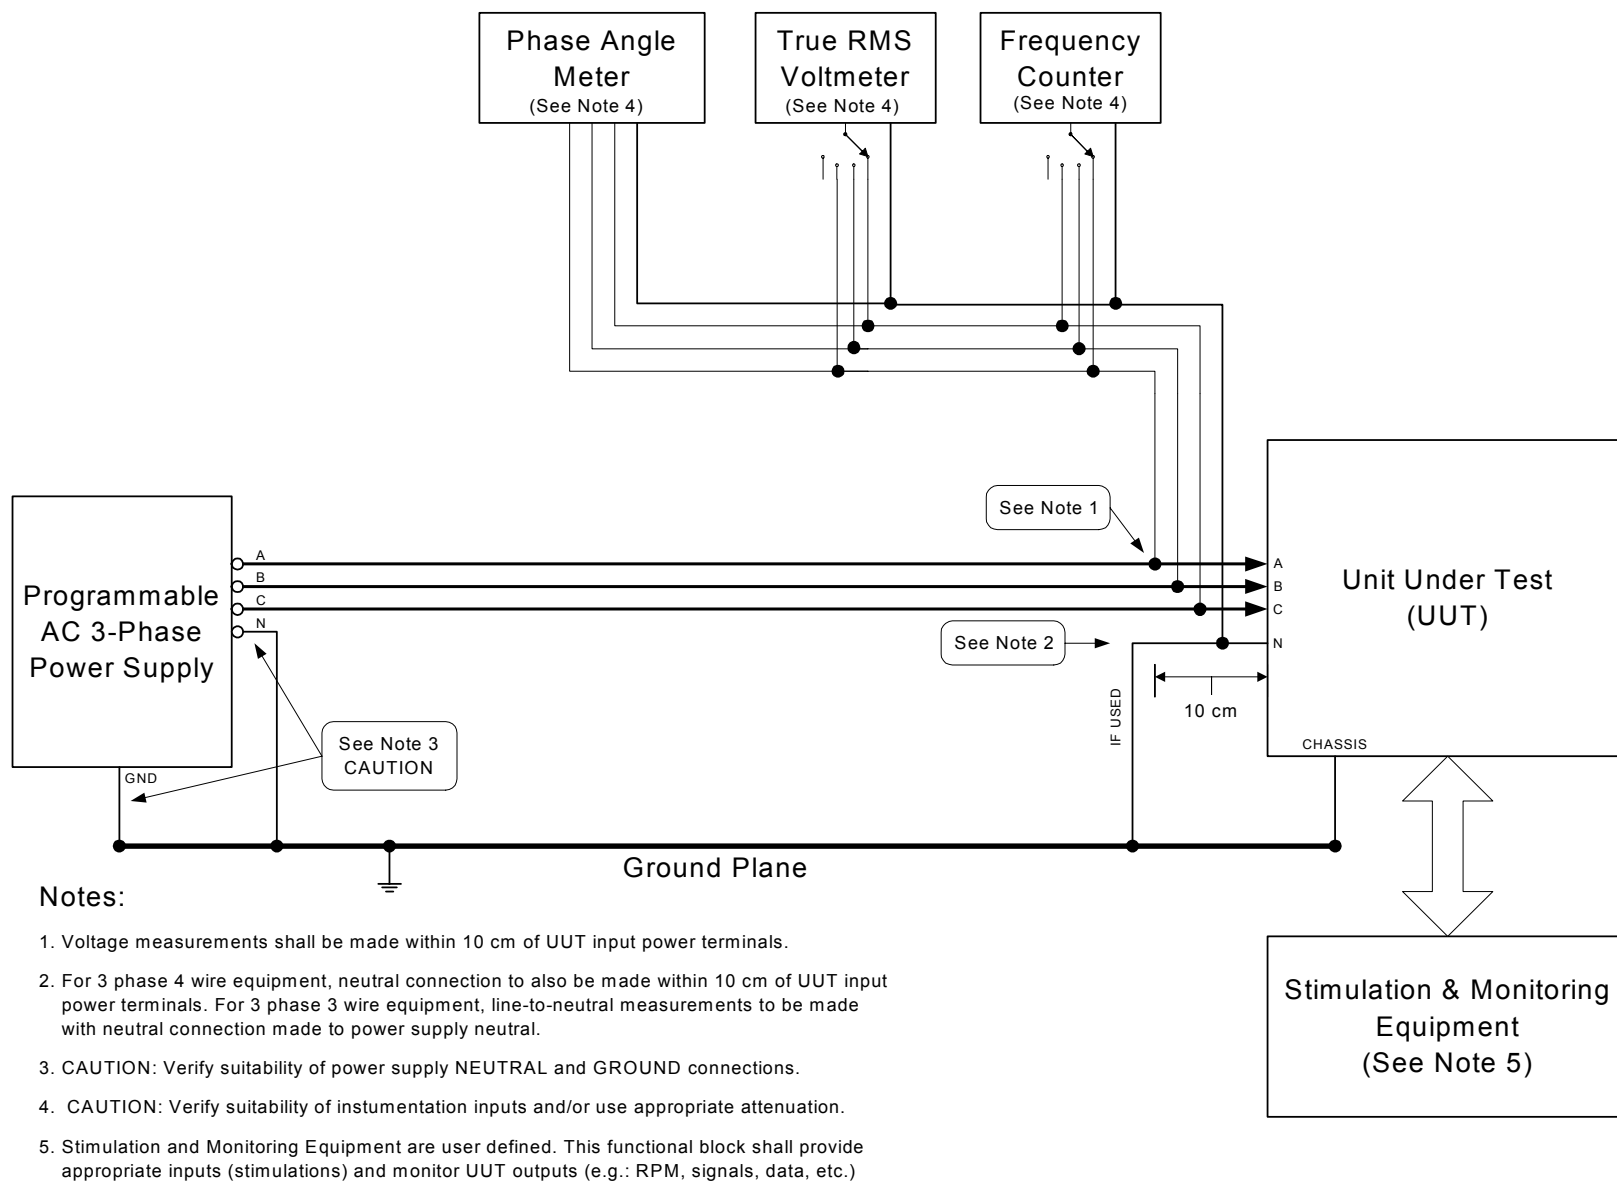 Phase Angle
Meter
(See Note 4)
True RMS
Voltmeter
(See Note 4)
Frequency
Counter
(See Note 4)
See Note 1
Programmable
AC 3-Phase
Power Supply
A
B
C
N
A
B
C
N
Unit Under Test
(UUT)
See Note 2
IF USED
10 cm
See Note 3
CAUTION
CHASSIS
GND
Ground Plane
Notes:
1. Voltage measurements shall be made within 10 cm of UUT input power terminals.
2. For 3 phase 4 wire equipment, neutral connection to also be made within 10 cm of UUT input
power terminals. For 3 phase 3 wire equipment, line-to-neutral measurements to be made
with neutral connection made to power supply neutral.
3. CAUTION: Verify suitability of power supply NEUTRAL and GROUND connections.
4. CAUTION: Verify suitability of instumentation inputs and/or use appropriate attenuation.
5. Stimulation and Monitoring Equipment are user defined. This functional block shall provide
appropriate inputs (stimulations) and monitor UUT outputs (e.g.: RPM, signals, data, etc.)
Stimulation & Monitoring
Equipment
(See Note 5)